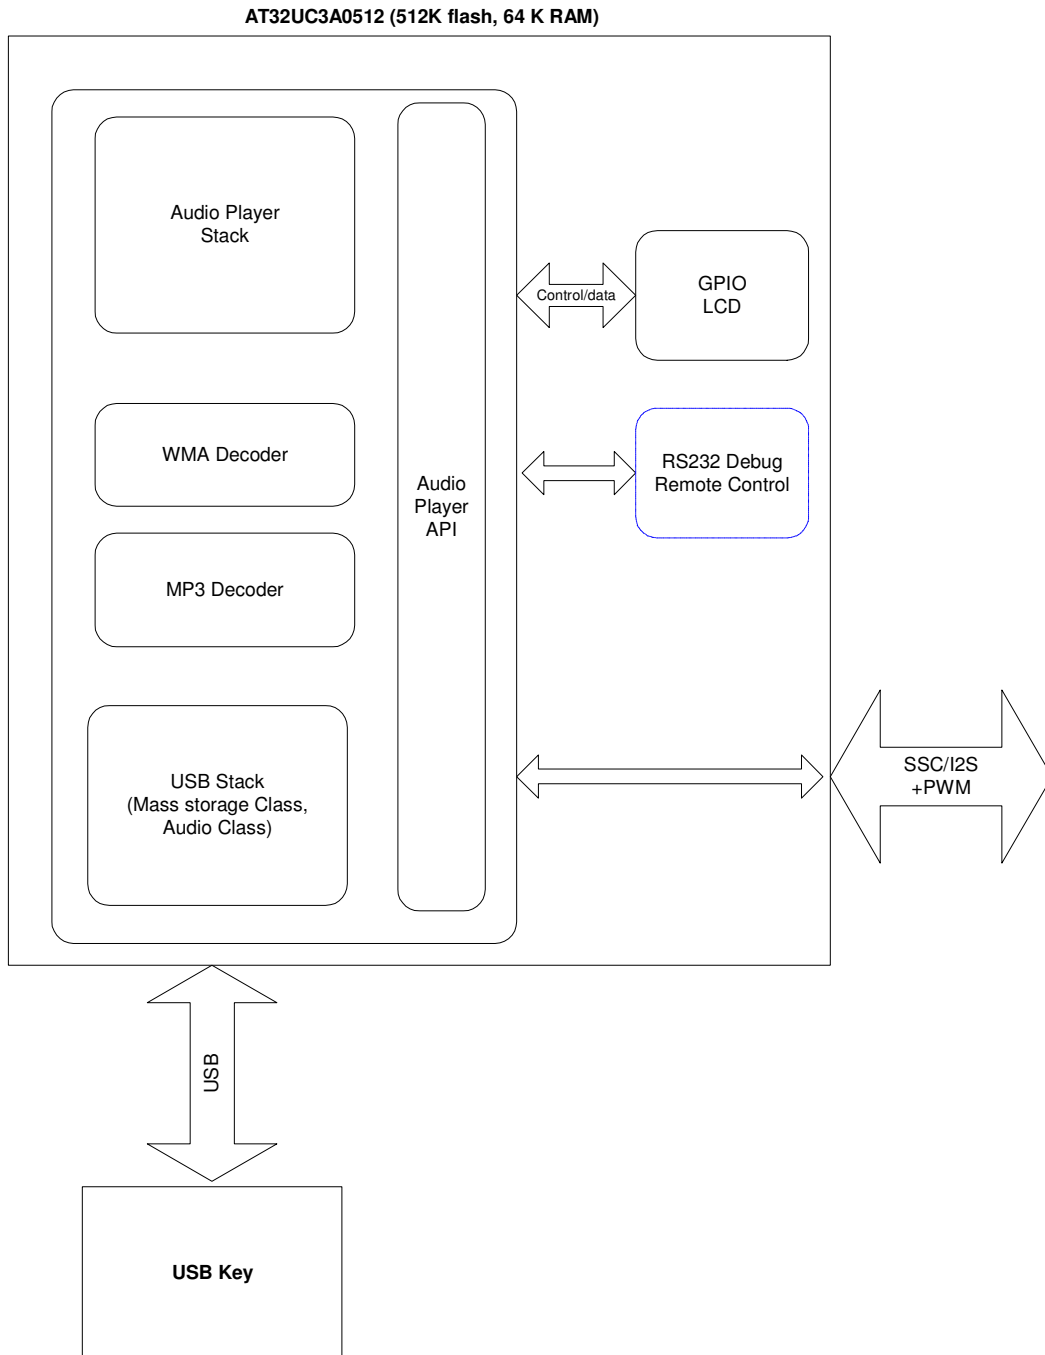 AT32UC3A0512 (512K flash, 64 K RAM)
Audio Player
Stack
GPIO
LCD
Control/data
WMA Decoder
RS232 Debug
Remote Control
Audio
Player
API
MP3 Decoder
USB Stack
(Mass storage Class,
Audio Class)
SSC/I2S
+PWM
USB
USB Key